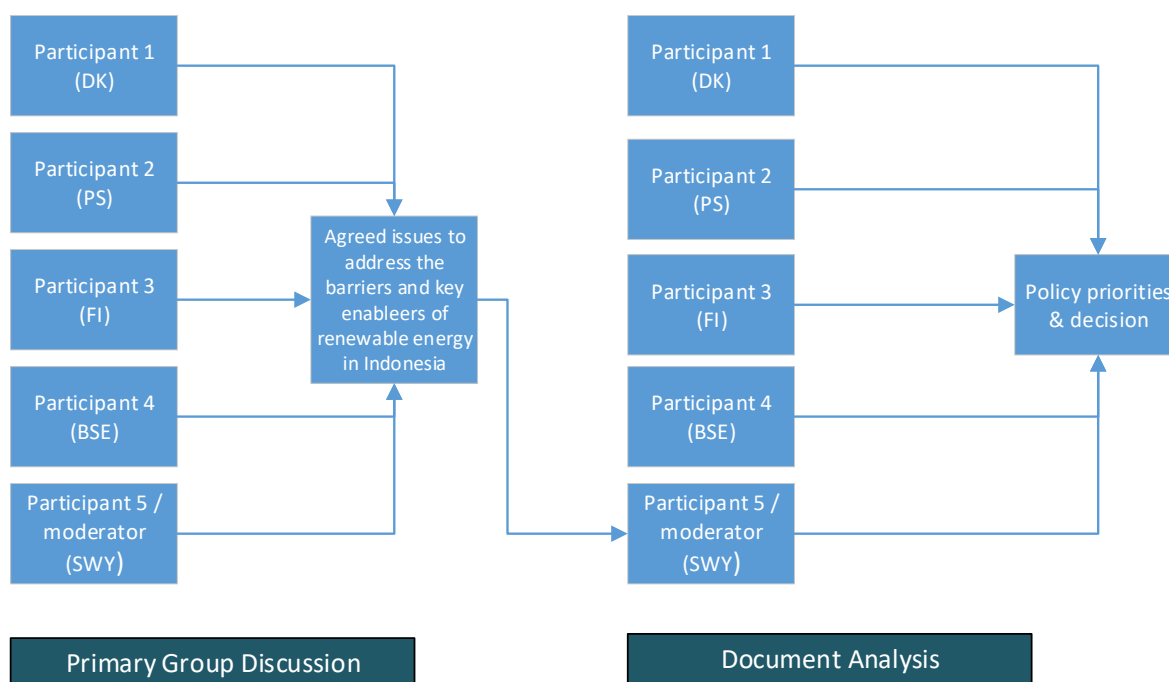 Participant 1
(DK)
Participant 2
(PS)
Participant 3
(FI)
Participant 4
(BSE)
Participant 5 /
moderator
(SWY)
Agreed issues to
address the
barriers and key
enableers of
renewable energy
in Indonesia
Primary Group Discussion
Participant 1
(DK)
Participant 2
(PS)
Participant 3
(FI)
Participant 4
(BSE)
Participant 5 /
moderator
(SWY)
Policy priorities
& decision
Document Analysis